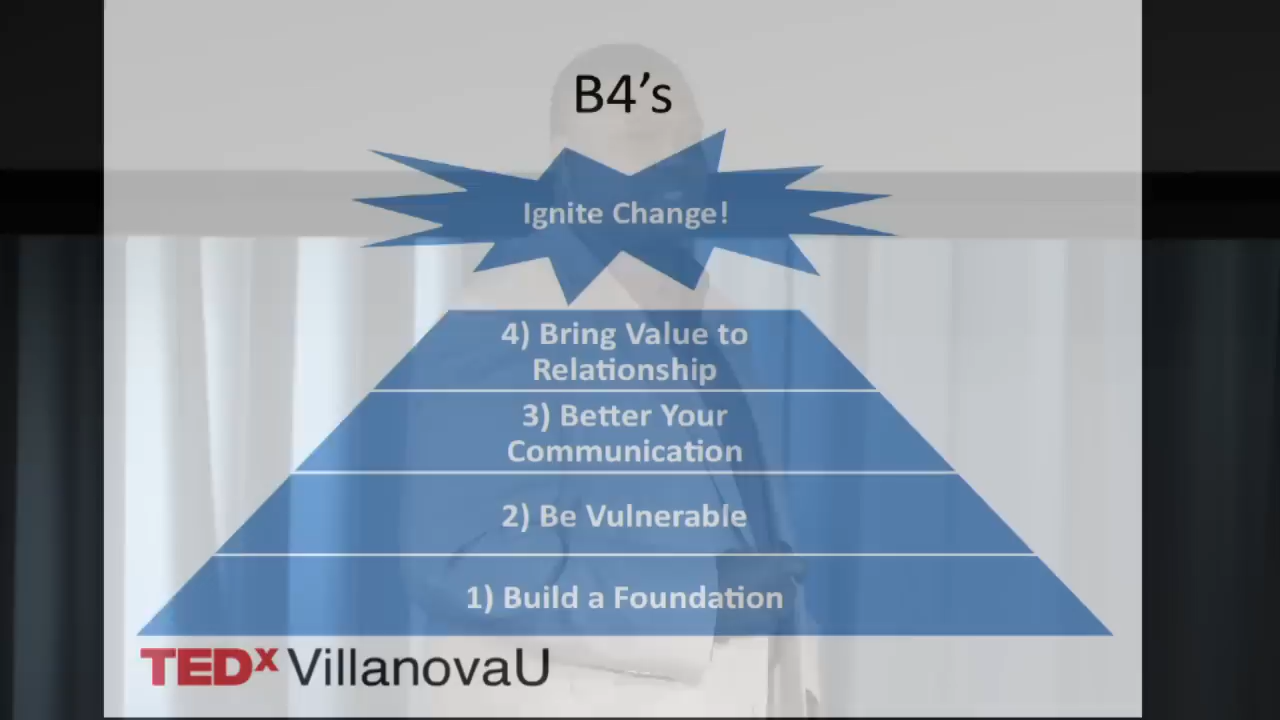 B4's
Ignite Change!
4) Bring Value to
Relationship
3) Better Your
Communication
2) Be Vulnerable
1) Build a Foundation
TEDx VillanovaU